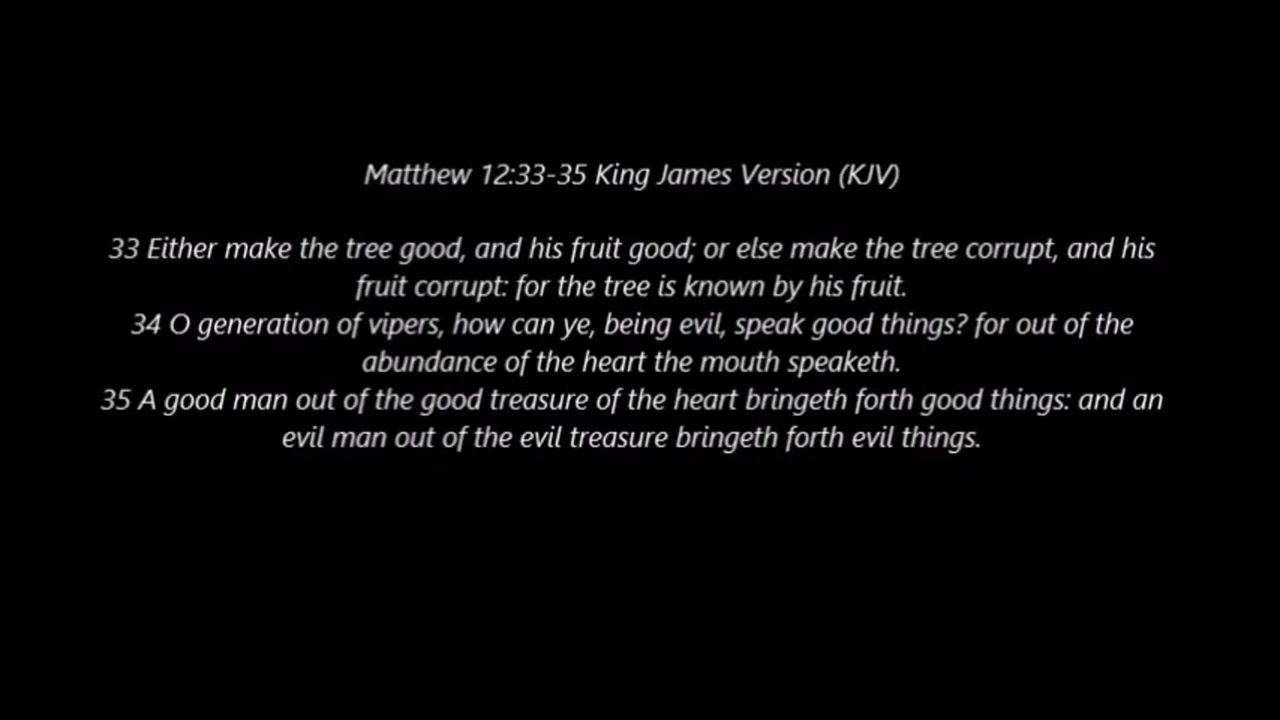 Matthew 12:33-35 King James Version (KJV)
33 Either make the tree good, and his fruit good; or else make the tree corrupt, and his
fruit corrupt: for the tree is known by his fruit.
34 O generation of vipers, how can ye, being evil, speak good things? for out of the
abundance of the heart the mouth speaketh.
35 A good man out of the good treasure of the heart bringeth forth good things: and an
evil man out of the evil treasure bringeth forth evil things.